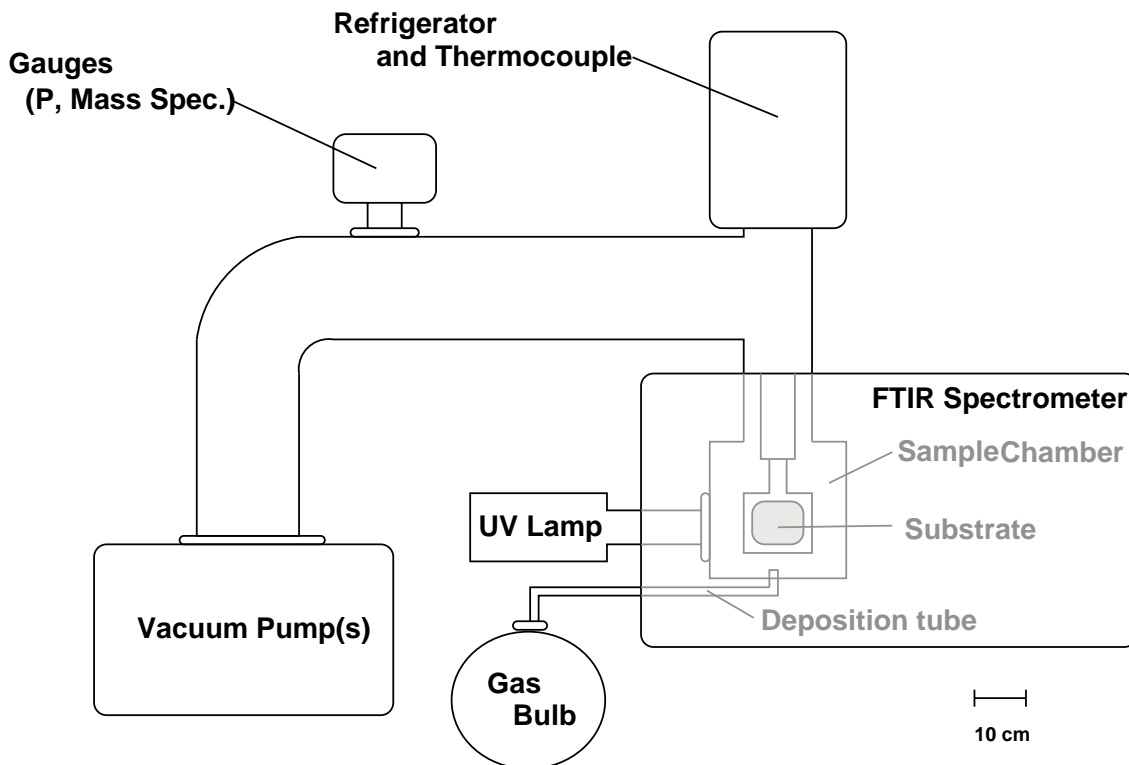 Refrigerator
and Thermocouple
Gauges
(P, Mass Spec.)
FTIR Spectrometer
SampleChamber
UV Lamp
Substrate
Deposition tube
Vacuum Pump(s)
Gas
Bulb
10 cm